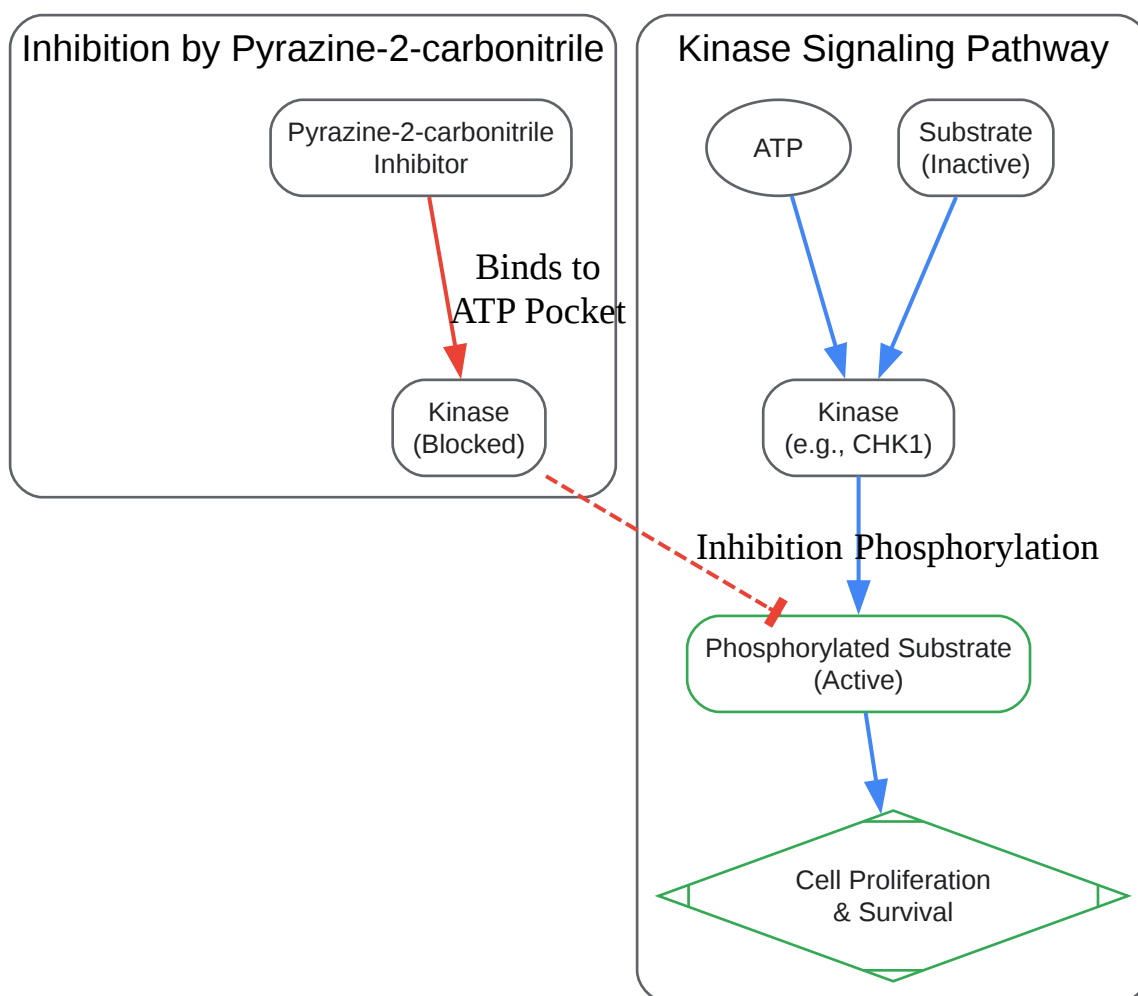 Inhibition by Pyrazine-2-carbonitrile
Pyrazine-2-carbonitrile
Inhibitor
Binds to
ATP Pocket
Kinase
(Blocked)
Kinase Signaling Pathway
ATP
Substrate
(Inactive)
Kinase
(e.g., CHK1)
Inhibition
Phosphorylation
Phosphorylated Substrate
(Active)
Cell Proliferation
& Survival